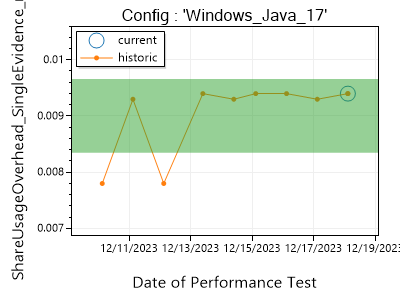 Config : 'Windows_Java_17'
current
historic
0.01
0.009
0.008
0.007
ShareUsageOverhead_SingleEvidence_
12/11/2023
12/13/2023
12/15/2023
12/17/2023
12/19/2023
Date of Performance Test